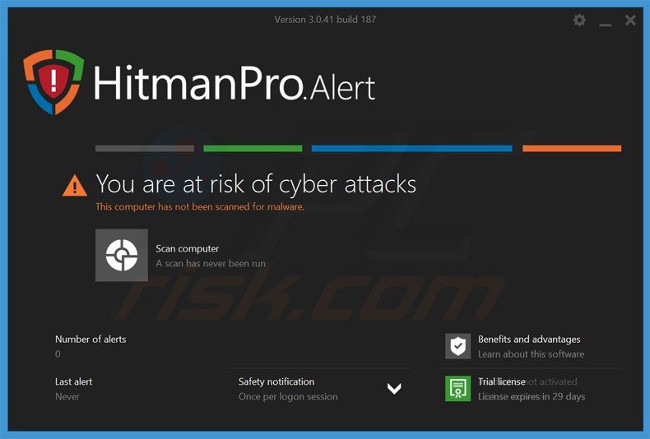 Version 3.0.41 build 187
HitmanPro.Alert
You are at risk of cyber attacks
This computer has not been scanned for malware.
Scan computer
A scan has never been run
PC
risk.com
Number of alerts
0
Benefits and advantages
Learn about this software
Last alert
Never
Safety notification
Once per logon session
Trial license not activated
License expires in 29 days